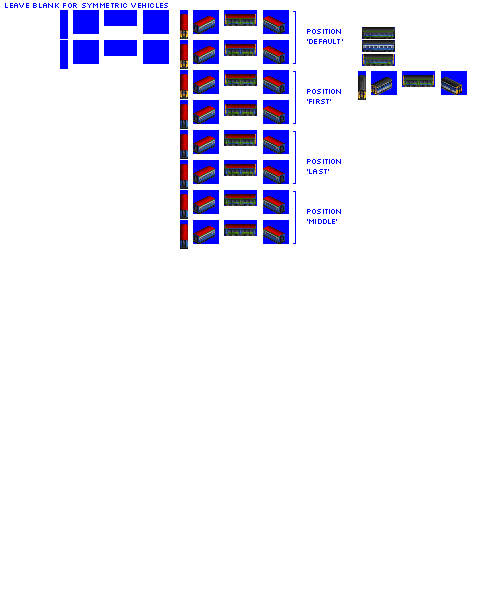 LEAVE BLANK FOR SYMMETRIC VEHICLES
POSITION
'DEFAULT'
POSITION
'FIRST'
POSITION
'LAST'
POSITION
'MIDDLE'